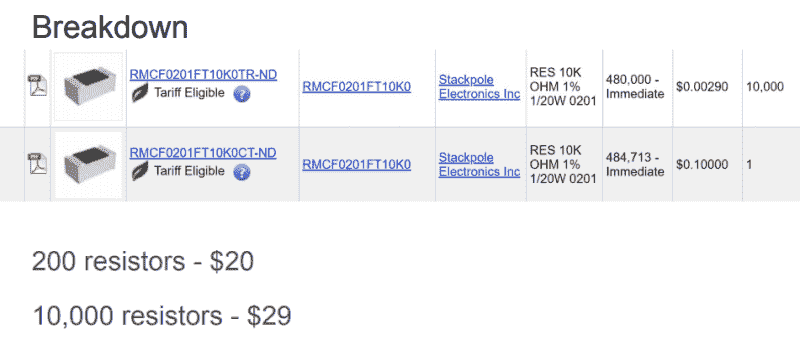 Breakdown
RMCF0201FT10K0TR-ND
Tariff Eligible ?
RMCF0201FT10K0
Stackpole
Electronics Inc
RES 10K
OHM 1%
1/20W 0201
480,000 -
Immediate
$0.00290
10,000
RMCF0201FT10K0CT-ND
Tariff Eligible ?
RMCF0201FT10K0
Stackpole
Electronics Inc
RES 10K
OHM 1%
1/20W 0201
484,713 -
Immediate
$0.10000
1
200 resistors - $20
10,000 resistors - $29